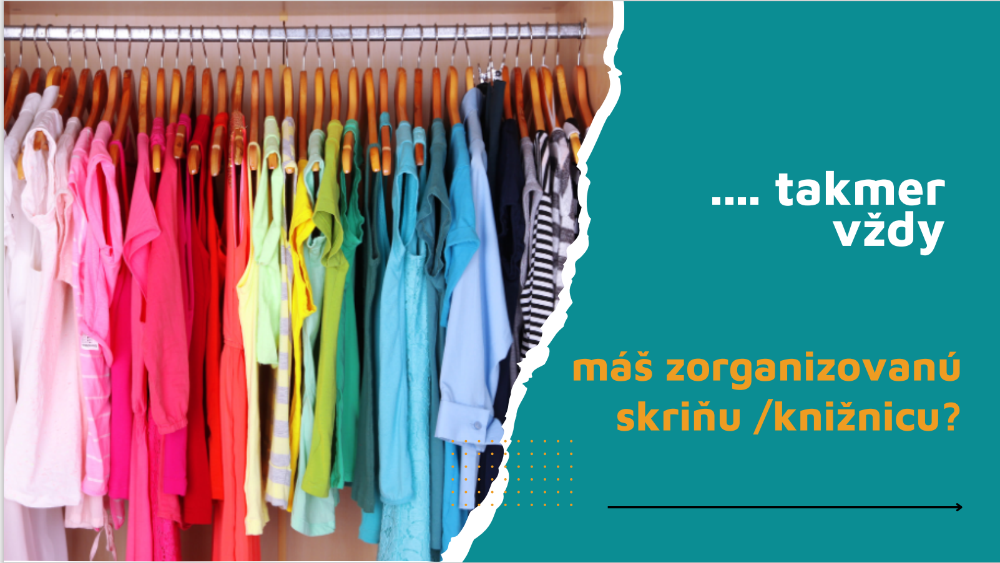 .... takmer
vždy
máš zorganizovanú
skriňu /knižnicu?